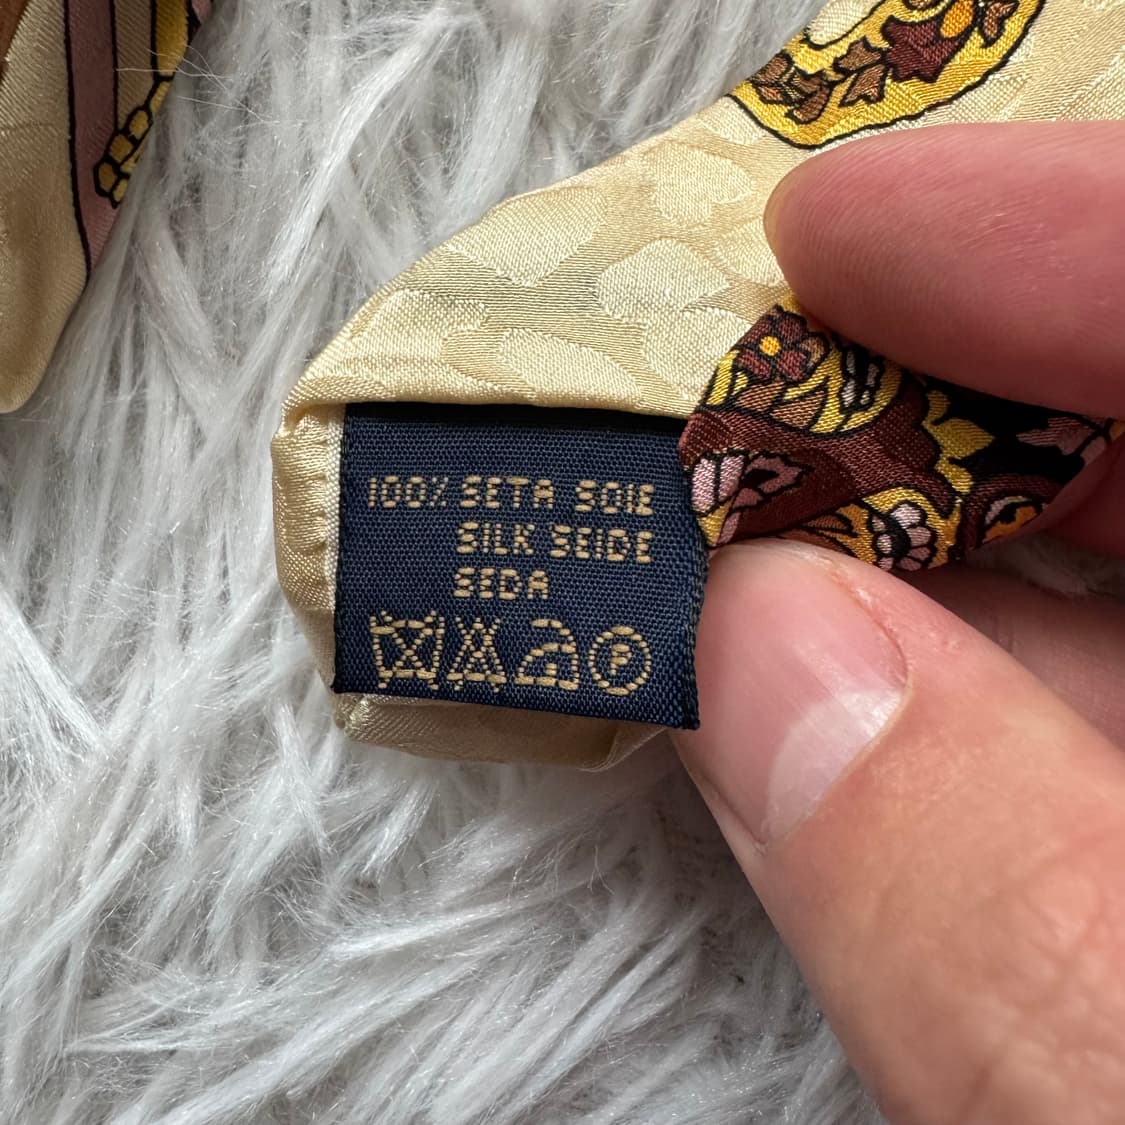 100% SETA SOIE
SILK SEIDE
SEDA
P